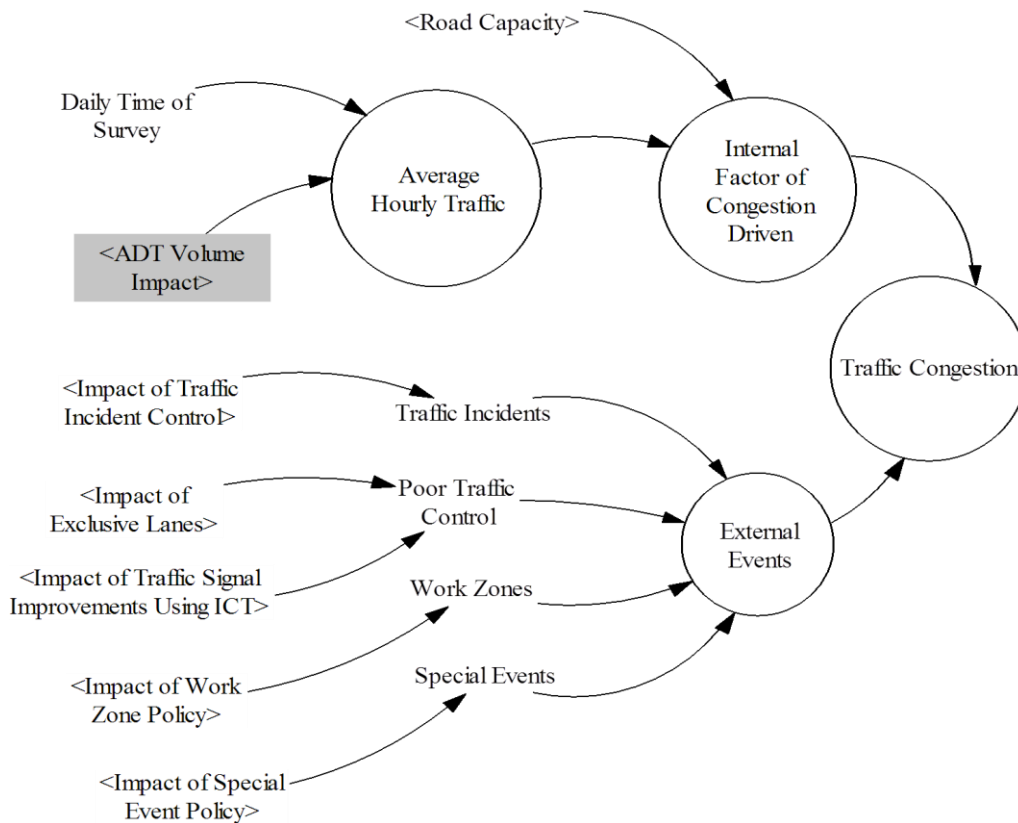 <Road Capacity>
Daily Time of
Survey
Average
Hourly Traffic
Internal
Factor of
Congestion
Driven
<ADT Volume
Impact>
Traffic Congestion
<Impact of Traffic
Incident Control>
Traffic Incidents
<Impact of
Exclusive Lanes>
Poor Traffic
Control
External
Events
<Impact of Traffic Signal
Improvements Using ICT>
Work Zones
<Impact of Work
Zone Policy>
Special Events
<Impact of Special
Event Policy>